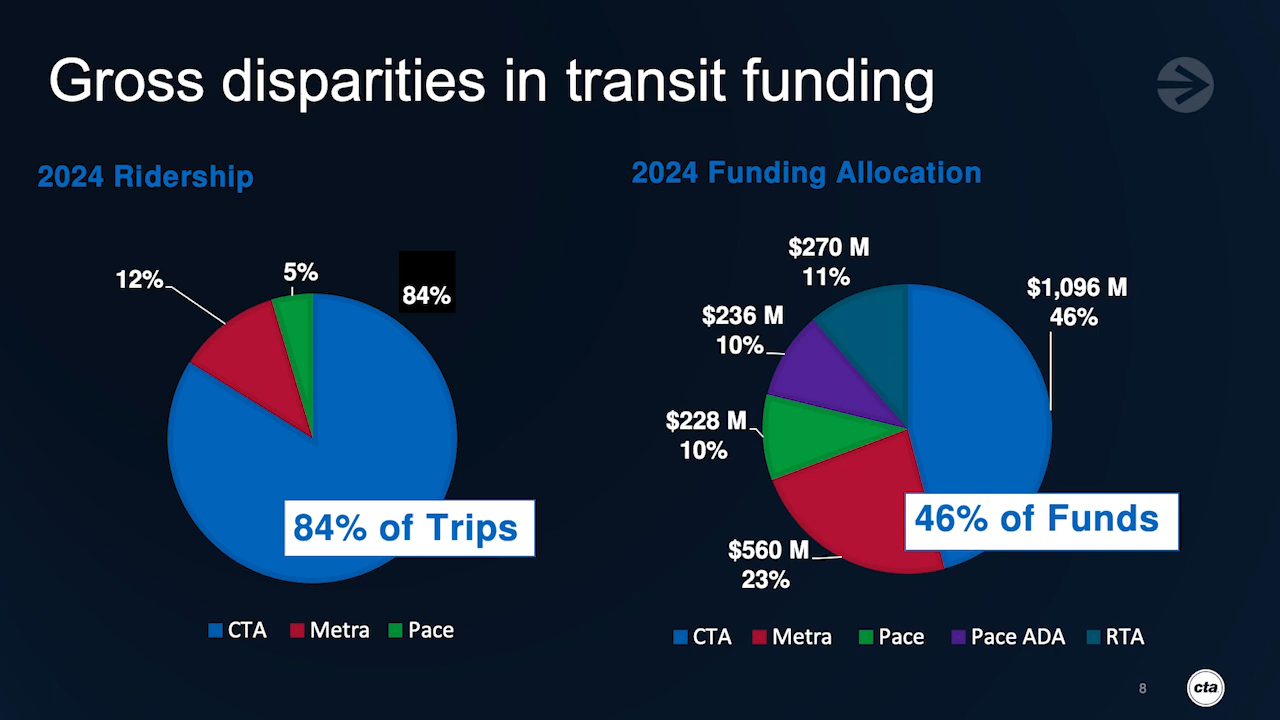 Gross disparities in transit funding
2024 Ridership
12%
5%
84%
84% of Trips
CTA
Metra
Pace
2024 Funding Allocation
$270 M
11%
$1,096 M
46%
$236 M
10%
$228 M
10%
46% of Funds
$560 M
23%
CTA
Metra
Pace
Pace ADA
RTA
8
cta